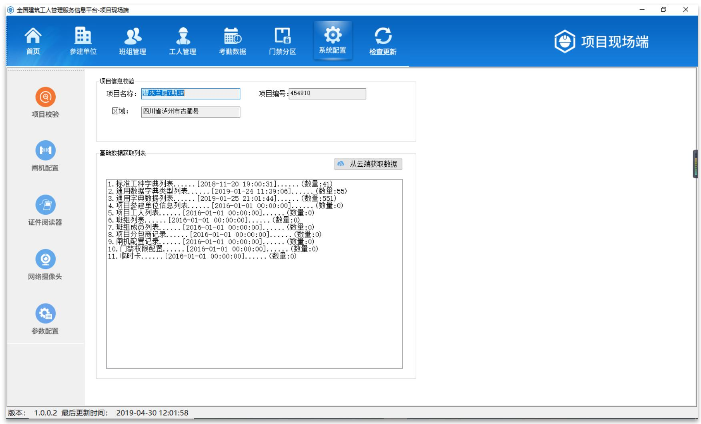 全国建筑工人管理服务信息平台-项目现场端
首页
参建单位
班组管理
工人管理
考勤数据
门禁分区
系统配置
检查更新
项目现场端
项目校验
闸机配置
证件阅读器
网络摄像头
参数配置
项目信息校验
项目名称:
项目编号: 454910
区域: 四川省泸州市古蔺县
基础数据获取列表
从云端获取数据
1.标准工种字典列表......[2018-11-20 19:00:31]......(数量:41)
2.通用数据字典类型列表......[2019-01-24 11:39:06]......(数量:55)
3.通用字典数据列表......[2019-01-25 21:01:44]......(数量:551)
4.项目参建单位信息列表......[2016-01-01 00:00:00]......(数量:0)
5.项目工人列表......[2016-01-01 00:00:00]......(数量:0)
6.班组列表......[2016-01-01 00:00:00]......(数量:0)
7.班组成员列表......[2016-01-01 00:00:00]......(数量:0)
8.项目分包商记录......[2016-01-01 00:00:00]......(数量:0)
9.闸机配置记录......[2016-01-01 00:00:00]......(数量:0)
10.门禁权限配置......[2016-01-01 00:00:00]......(数量:0)
11.临时卡......[2016-01-01 00:00:00]......(数量:0)
版本: 1.0.0.2 最后更新时间: 2019-04-30 12:01:58